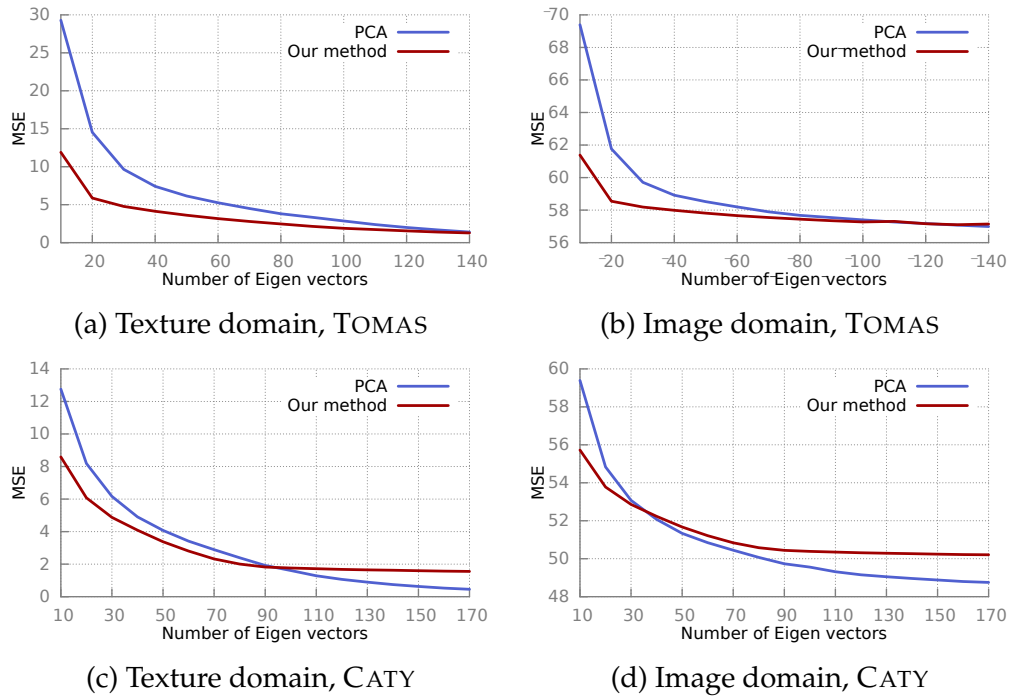 30
25
20
15
10
5
0
MSE
PCA
Our method
20 40 60 80 100 120 140
Number of Eigen vectors
(a) Texture domain, TOMAS
70
68
66
64
62
60
58
56
MSE
PCA
Our method
20 40 60 80 100 120 140
Number of Eigen vectors
(b) Image domain, TOMAS
14
12
10
8
6
4
2
0
MSE
PCA
Our method
10 30 50 70 90 110 130 150 170
Number of Eigen vectors
(c) Texture domain, CATY
60
58
56
54
52
50
48
MSE
PCA
Our method
10 30 50 70 90 110 130 150 170
Number of Eigen vectors
(d) Image domain, CATY